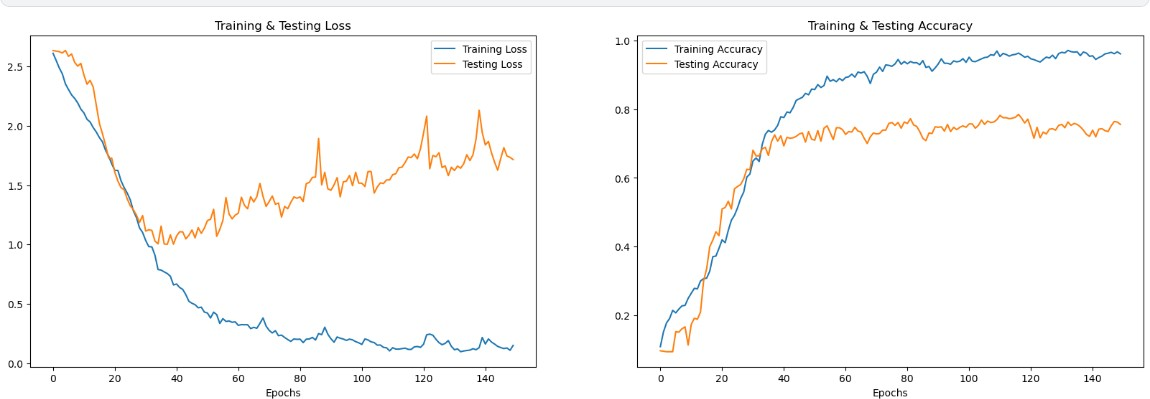 Training & Testing Loss
Training Loss
Testing Loss
2.5
2.0
1.5
1.0
0.5
0.0
0 20 40 60 80 100 120 140
Epochs
Training & Testing Accuracy
Training Accuracy
Testing Accuracy
1.0
0.8
0.6
0.4
0.2
0 20 40 60 80 100 120 140
Epochs